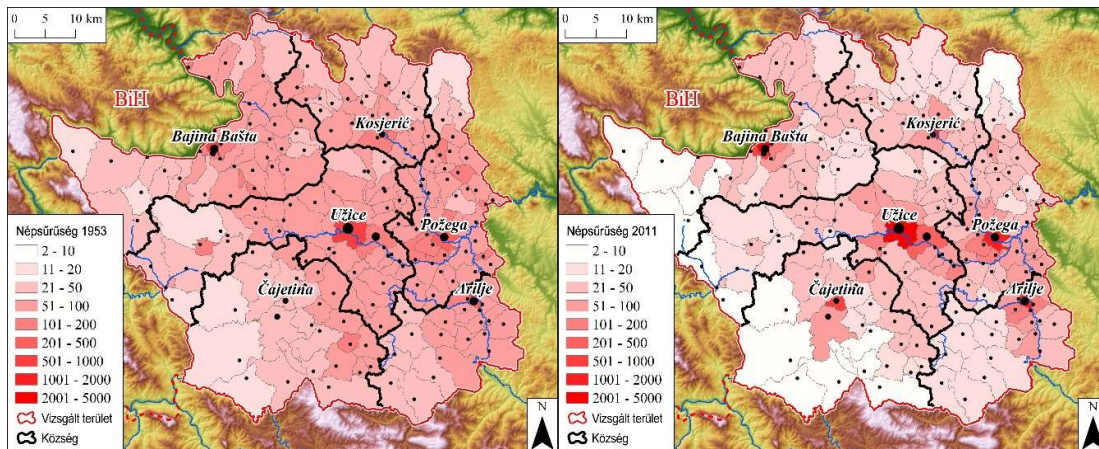 0 5 10 km
BiH
Bajina Bašta
Kosjerić
Užice
Požega
Čajetina
Arilje
Népsűrűség 1953
2 - 10
11 - 20
21 - 50
51 - 100
101 - 200
201 - 500
501 - 1000
1001 - 2000
2001 - 5000
Vizsgált terület
Község
N
0 5 10 km
BiH
Bajina Bašta
Kosjerić
Užice
Požega
Čajetina
Arilje
Népsűrűség 2011
2 - 10
11 - 20
21 - 50
51 - 100
101 - 200
201 - 500
501 - 1000
1001 - 2000
2001 - 5000
Vizsgált terület
Község
N